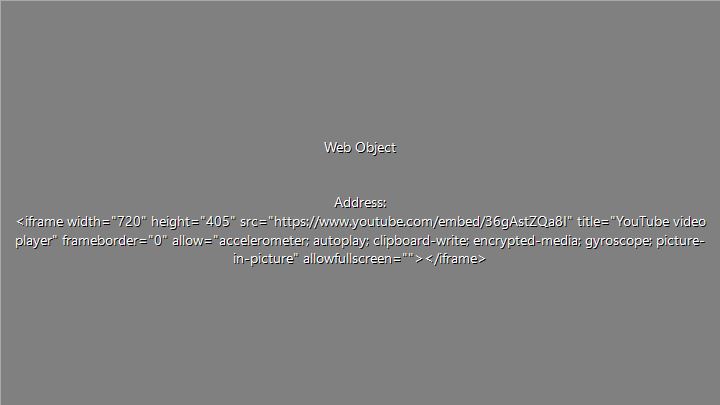 Web Object
Address:
<iframe width="720" height="405" src="https://www.youtube.com/embed/36gAstZQa8I" title="YouTube video
player" frameborder="0" allow="accelerometer; autoplay; clipboard-write; encrypted-media; gyroscope; picture-
in-picture" allowfullscreen=""></iframe>